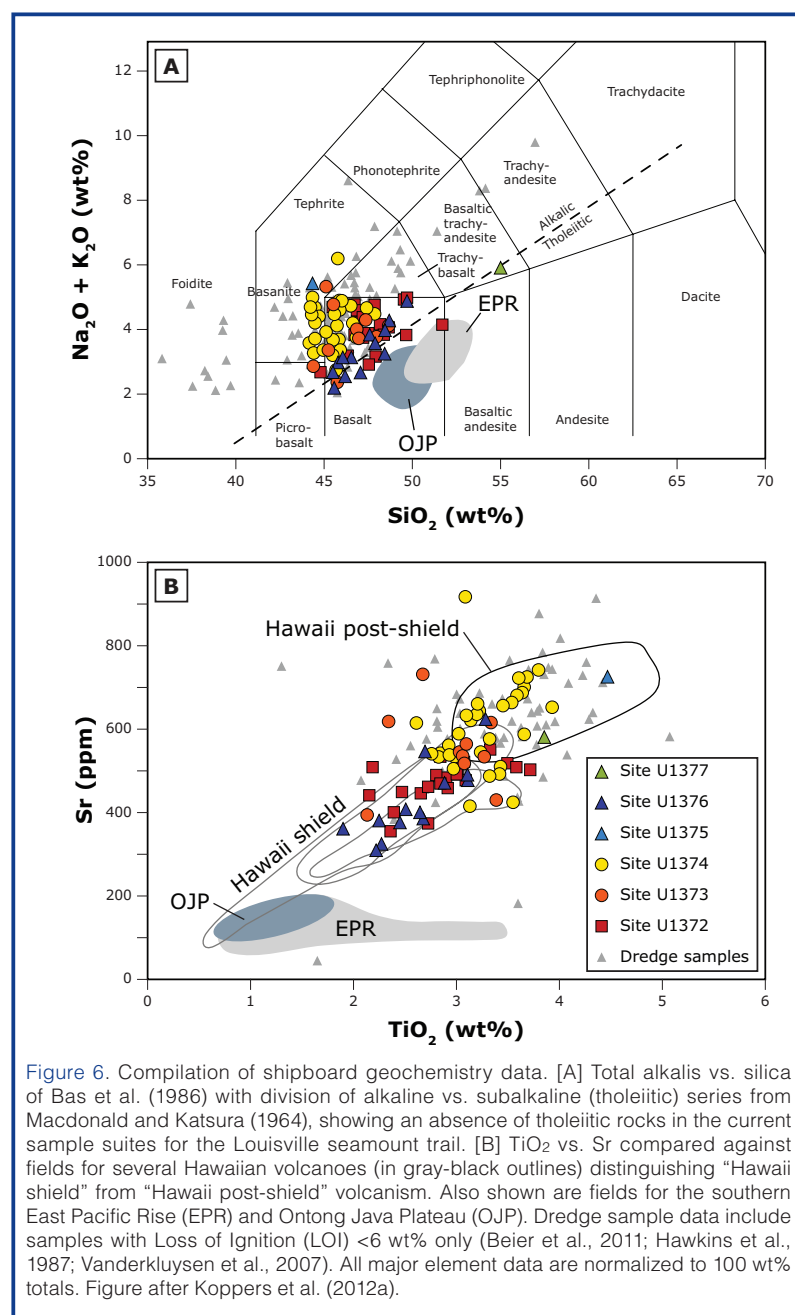 A
Na₂O + K₂O (wt%)
12
10
8
6
4
2
0
Tephriphonolite
Trachydacite
Phonotephrite
Trachy-
andesite
Tephrite
Basaltic
trachy-
andesite
Alkalic
Tholeiitic
Trachy-
basalt
Foidite
Basanite
EPR
Dacite
Picro-
basalt
Basalt
OJP
Basaltic
andesite
Andesite
35
40
45
50
55
60
65
70
SiO₂ (wt%)
B
Sr (ppm)
1000
800
600
400
200
0
Hawaii post-shield
Hawaii shield
OJP
EPR
Site U1377
Site U1376
Site U1375
Site U1374
Site U1373
Site U1372
Dredge samples
0
1
2
3
4
5
6
TiO₂ (wt%)
Figure 6. Compilation of shipboard geochemistry data. [A] Total alkalis vs. silica
of Bas et al. (1986) with division of alkaline vs. subalkaline (tholeiitic) series from
Macdonald and Katsura (1964), showing an absence of tholeiitic rocks in the current
sample suites for the Louisville seamount trail. [B] TiO₂ vs. Sr compared against
fields for several Hawaiian volcanoes (in gray-black outlines) distinguishing “Hawaii
shield” from “Hawaii post-shield” volcanism. Also shown are fields for the southern
East Pacific Rise (EPR) and Ontong Java Plateau (OJP). Dredge sample data include
samples with Loss of Ignition (LOI) <6 wt% only (Beier et al., 2011; Hawkins et al.,
1987; Vanderkluysen et al., 2007). All major element data are normalized to 100 wt%
totals. Figure after Koppers et al. (2012a).